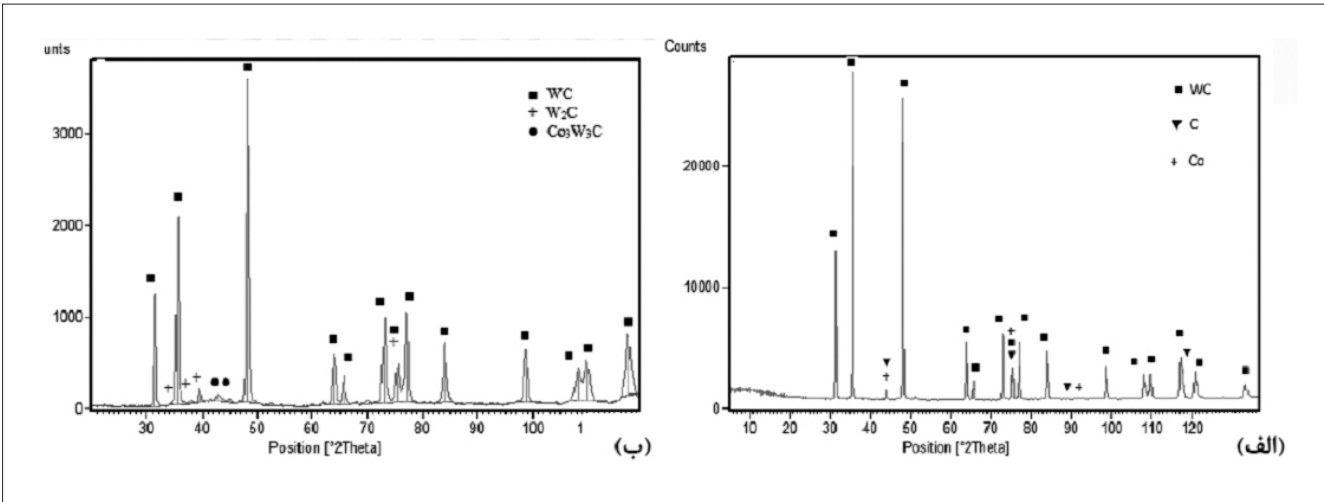 unts
3000
2000
1000
0
■ WC
+ W₂C
● Co₃W₃C
30 40 50 60 70 80 90 100 1
Position [°2Theta]
(ب)
Counts
20000
10000
0
■ WC
▼ C
+ Co
10 20 30 40 50 60 70 80 90 100 110 120
Position [°2Theta]
(الف)